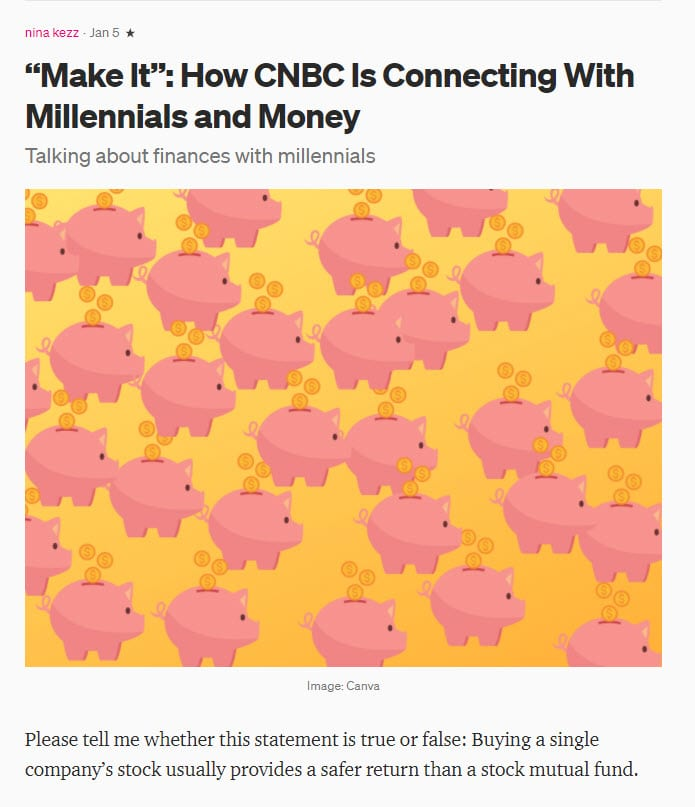 nina kezz · Jan 5 ★
“Make It”: How CNBC Is Connecting With
Millennials and Money
Talking about finances with millennials
Image: Canva
Please tell me whether this statement is true or false: Buying a single
company’s stock usually provides a safer return than a stock mutual fund.